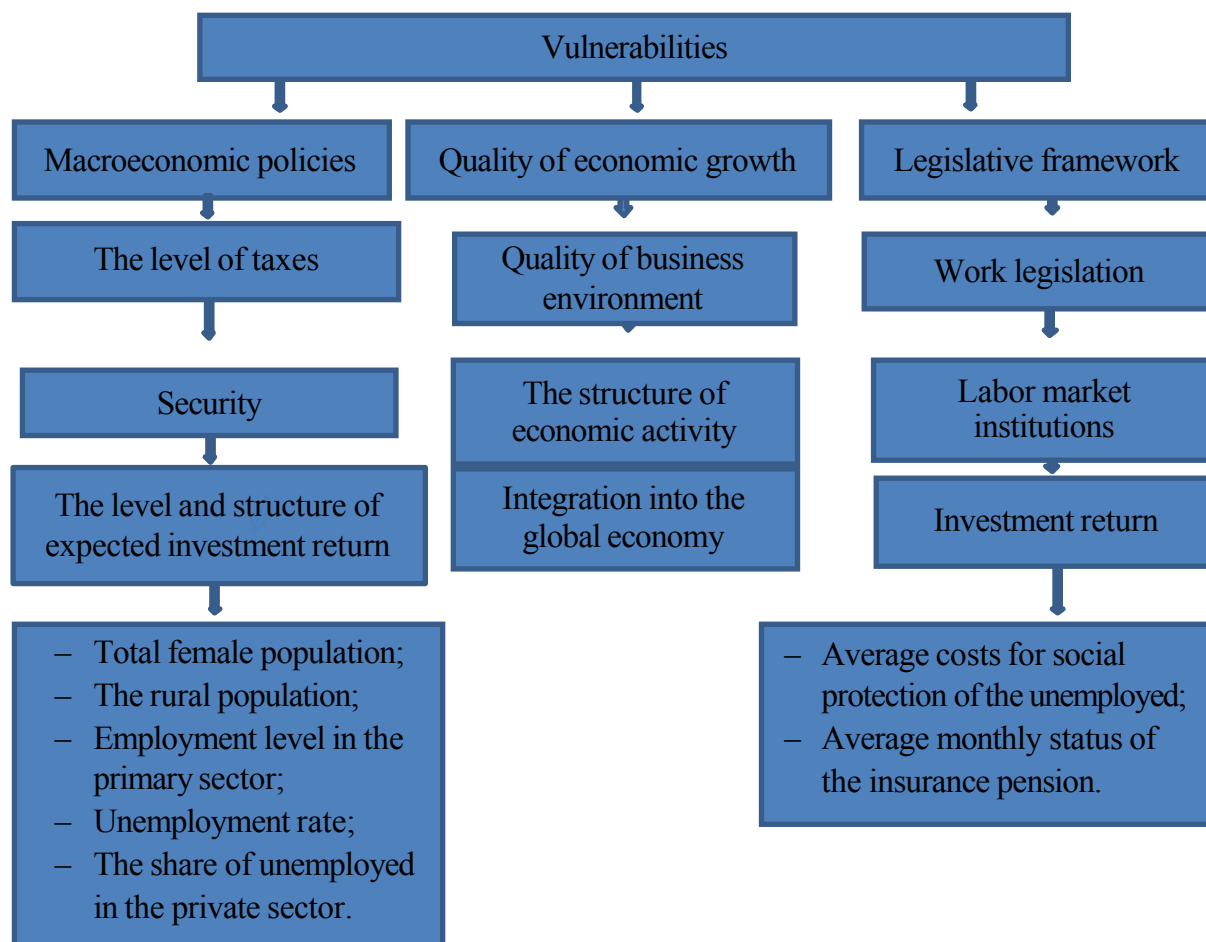 Vulnerabilities
Macroeconomic policies
Quality of economic growth
Legislative framework
The level of taxes
Quality of business
environment
Work legislation
Security
The structure of
economic activity
Labor market
institutions
The level and structure of
expected investment return
Integration into the
global economy
Investment return
– Total female population;
– The rural population;
– Employment level in the
primary sector;
– Unemployment rate;
– The share of unemployed
in the private sector.
– Average costs for social
protection of the unemployed;
– Average monthly status of
the insurance pension.